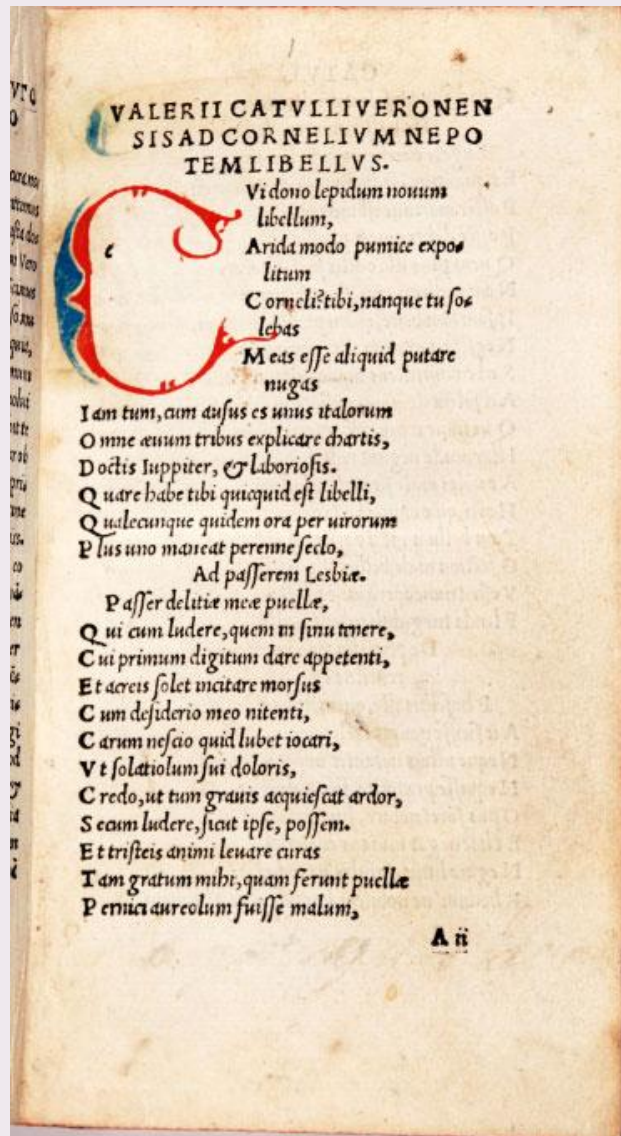 VALERII CATVLLI VERONEN
SIS AD CORNELIVM NEPO
TEM LIBELLVS.
CVi dono lepidum nouum
libellum,
Arida modo pumice expo-
litum
Corneli? tibi, nanque tu so-
lebas
Meas esse aliquid putare
nugas
Iam tum, cum ausus es unus italorum
Omne æuum tribus explicare chartis,
Doctis Iuppiter, & laboriosis.
Quare habe tibi quicquid est libelli,
Qualecunque quidem ora per uirorum
Plus uno maneat perenne seclo,
Ad passerem Lesbiæ.
Passer delitiæ meæ puellæ,
Qui cum ludere, quem in sinu tenere,
Cui primum digitum dare appetenti,
Et acreis solet incitare morsus
Cum desiderio meo nitenti,
Carum nescio quid lubet iocari,
Vt solatiolum sui doloris,
Credo, ut tum grauis acquiescat ardor,
Secum ludere, sicut ipse, possem.
Et tristeis animi leuare curas
Tam gratum mihi, quam ferunt puellæ
Pernici aureolum fuisse malum,
A ii